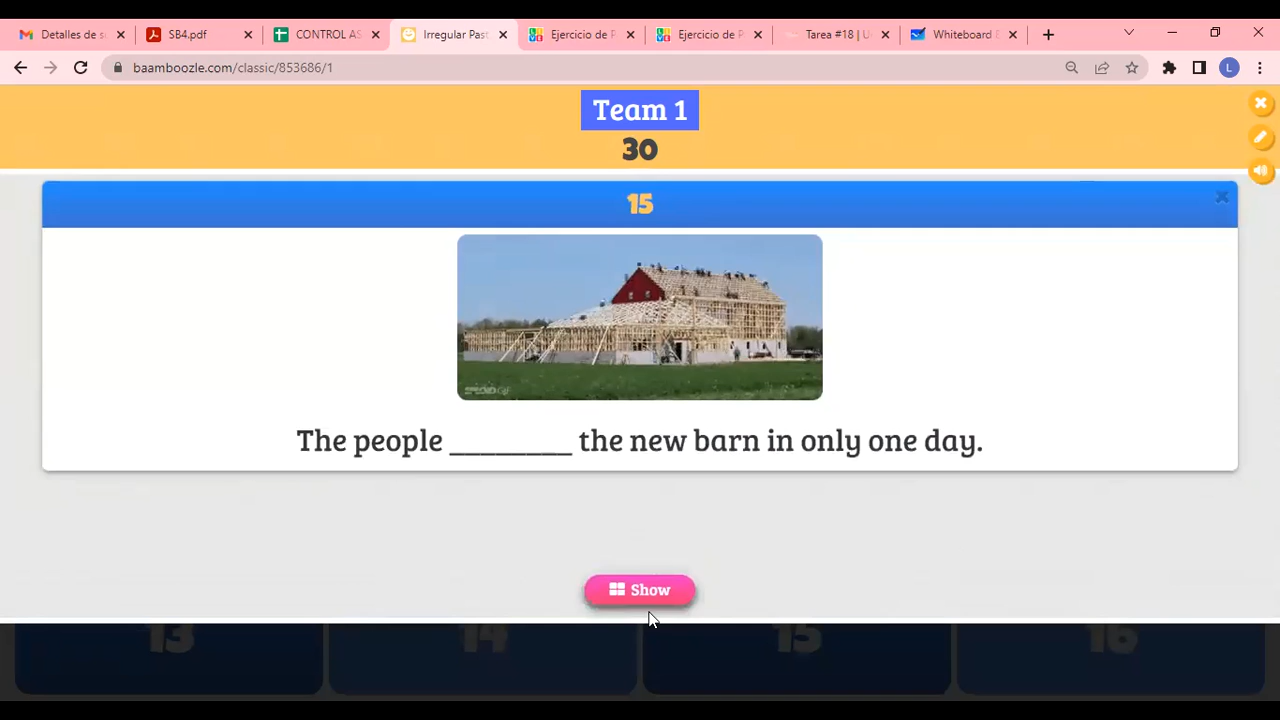 Detalles de s
SB4.pdf
CONTROL AS
Irregular Past
Ejercicio de P
Ejercicio de P
Tarea #18 | U
Whiteboard
baamboozle.com/classic/853686/1
L
Team 1
30
15
The people ________ the new barn in only one day.
Show
13
14
15
16